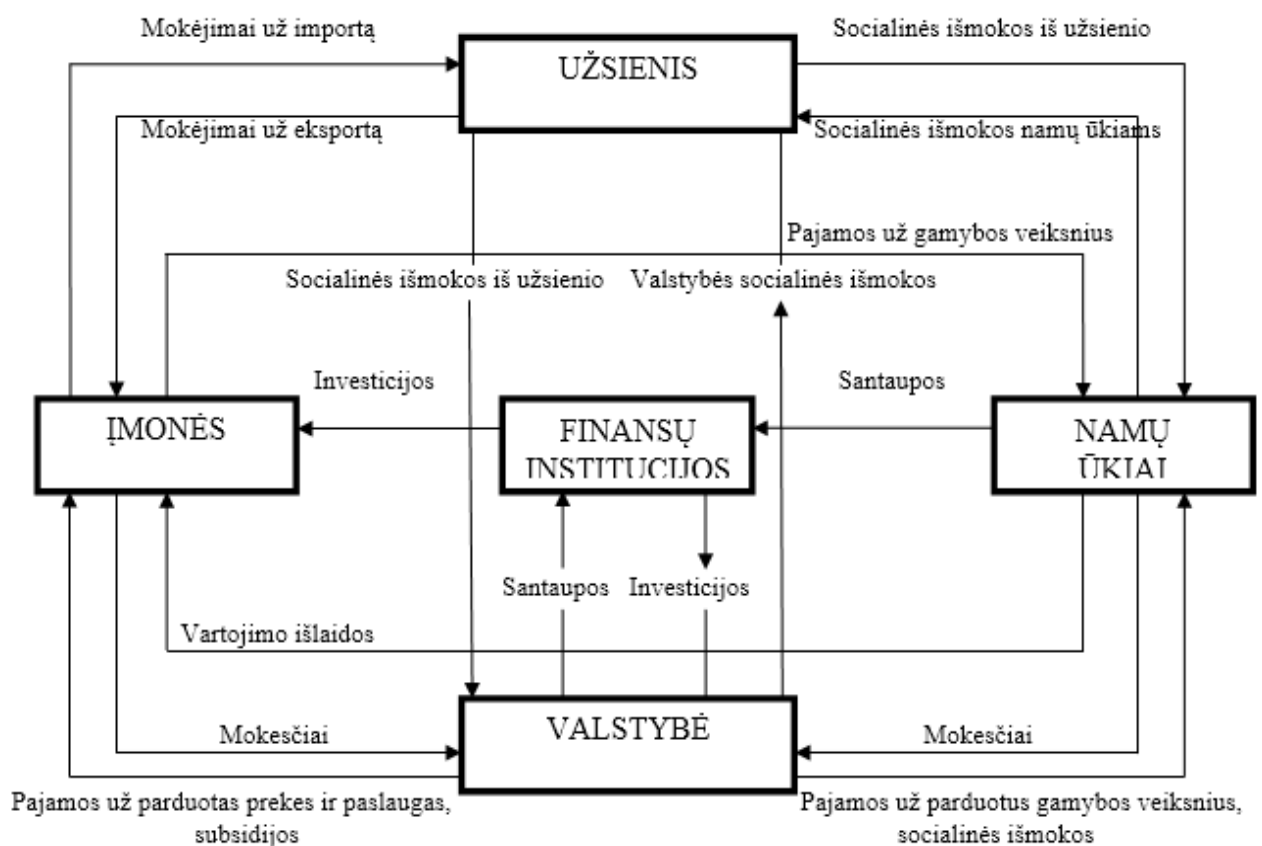 Mokėjimai už importą
Socialinės išmokos iš užsienio
UŽSIENIS
Mokėjimai už eksportą
Socialinės išmokos namų ūkiams
Pajamos už gamybos veiksnius
Socialinės išmokos iš užsienio
Valstybės socialinės išmokos
Investicijos
Santaupos
ĮMONĖS
FINANSŲ
INSTITUCIJOS
NAMŲ
ŪKIAI
Santaupos
Investicijos
Vartojimo išlaidos
VALSTYBĖ
Mokesčiai
Mokesčiai
Pajamos už parduotas prekes ir paslaugas,
subsidijos
Pajamos už parduotus gamybos veiksnius,
socialinės išmokos